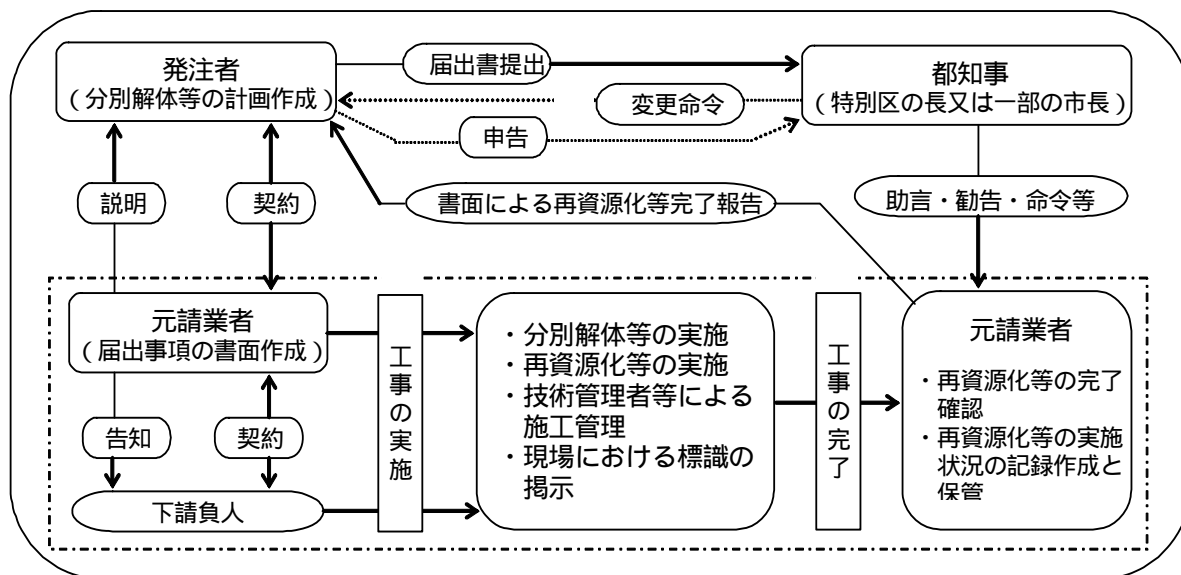 発注者
（分別解体等の計画作成）
届出書提出
都知事
（特別区の長又は一部の市長）
変更命令
申告
説明
契約
書面による再資源化等完了報告
助言・勧告・命令等
元請業者
（届出事項の書面作成）
告知
契約
下請負人
工事の実施
・分別解体等の実施
・再資源化等の実施
・技術管理者等による
施工管理
・現場における標識の
掲示
工事の完了
元請業者
・再資源化等の完了
確認
・再資源化等の実施
状況の記録作成と
保管